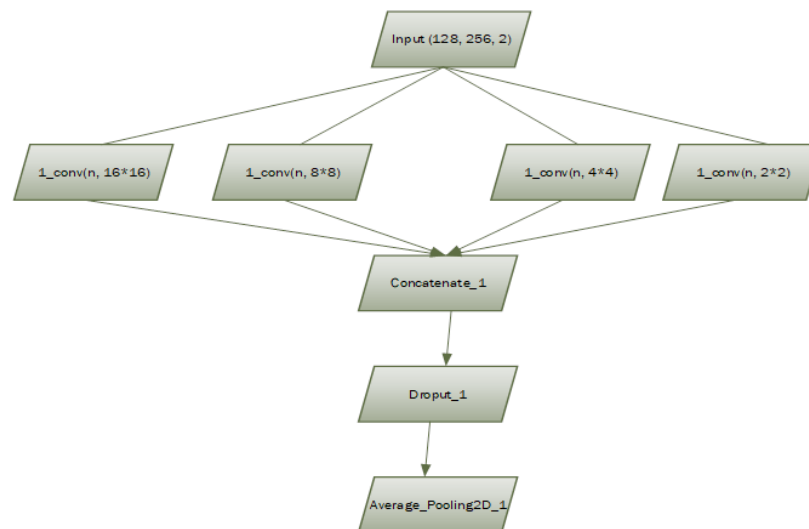 Input (128, 256, 2)
1_conv(n, 16*16)
1_conv(n, 8*8)
1_conv(n, 4*4)
1_conv(n, 2*2)
Concatenate_1
Droput_1
Average_Pooling2D_1